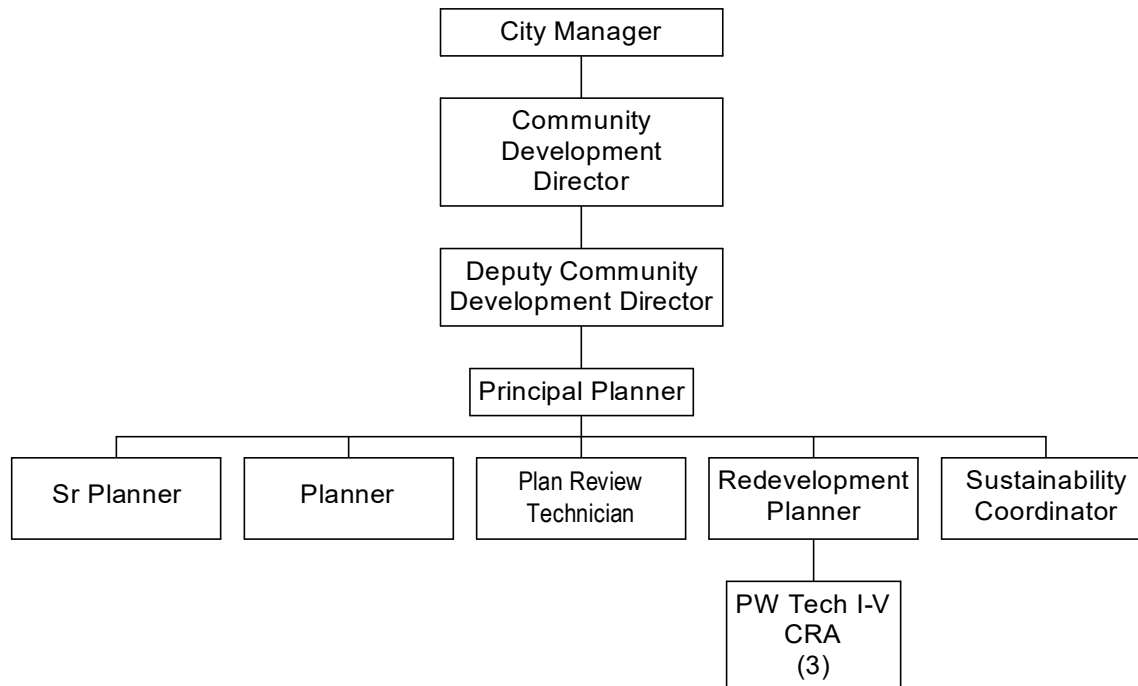 City Manager
Community
Development
Director
Deputy Community
Development Director
Principal Planner
Sr Planner
Planner
Plan Review
Technician
Redevelopment
Planner
Sustainability
Coordinator
PW Tech I-V
CRA
(3)